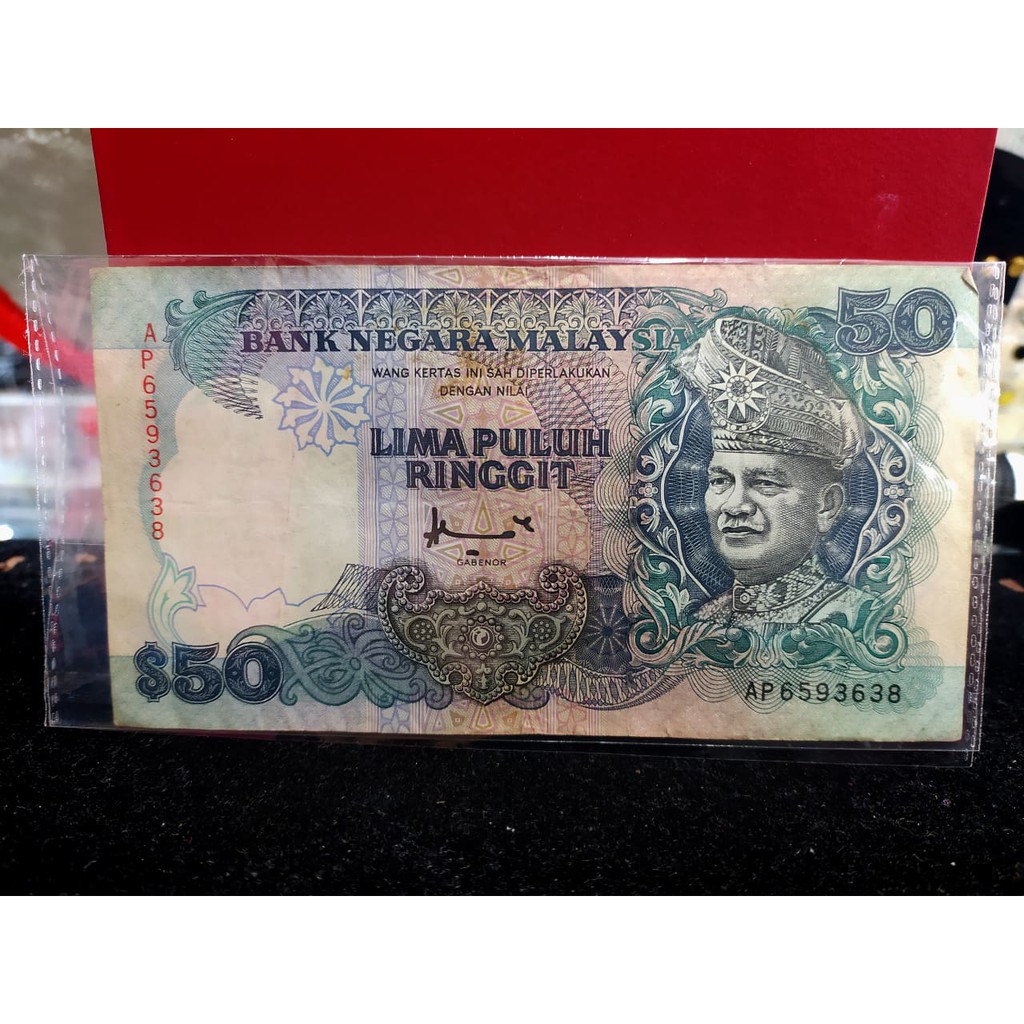 50
BANK NEGARA MALAYSIA
WANG KERTAS INI SAH DIPERLAKUKAN
DENGAN NILAI
AP6593638
LIMA PULUH
RINGGIT
GABENOR
$50
AP6593638